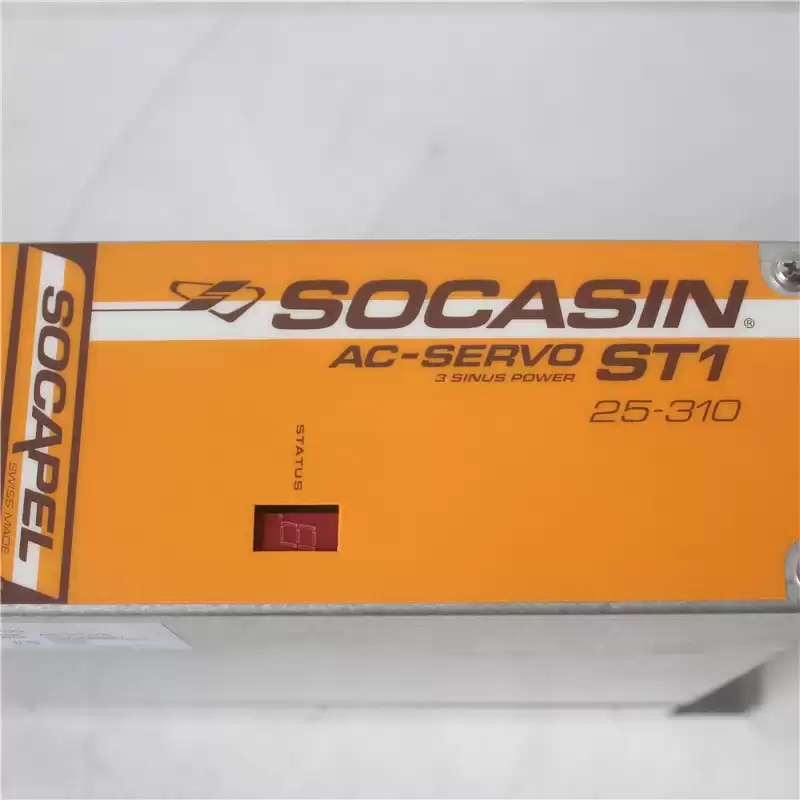 SOCAPEL
SWISS MADE
SOCASIN®
AC-SERVO ST1
3 SINUS POWER
25-310
STATUS